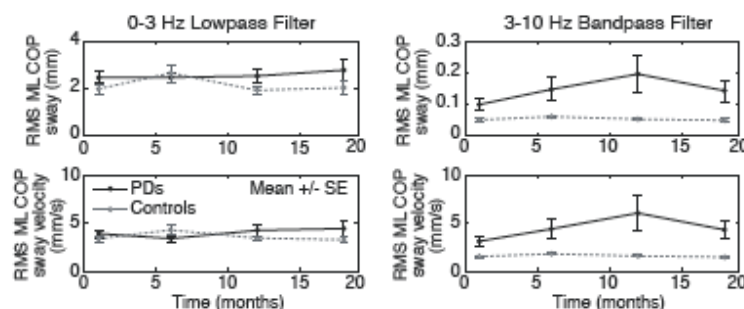 0-3 Hz Lowpass Filter
3-10 Hz Bandpass Filter
RMS ML COP
sway (mm)
4
2
0
0 5 10 15 20
RMS ML COP
sway (mm)
0.3
0.2
0.1
0
0 5 10 15 20
RMS ML COP
sway velocity
(mm/s)
10
5
0
PDs
Controls
Mean +/- SE
0 5 10 15 20
Time (months)
RMS ML COP
sway velocity
(mm/s)
10
5
0
0 5 10 15 20
Time (months)